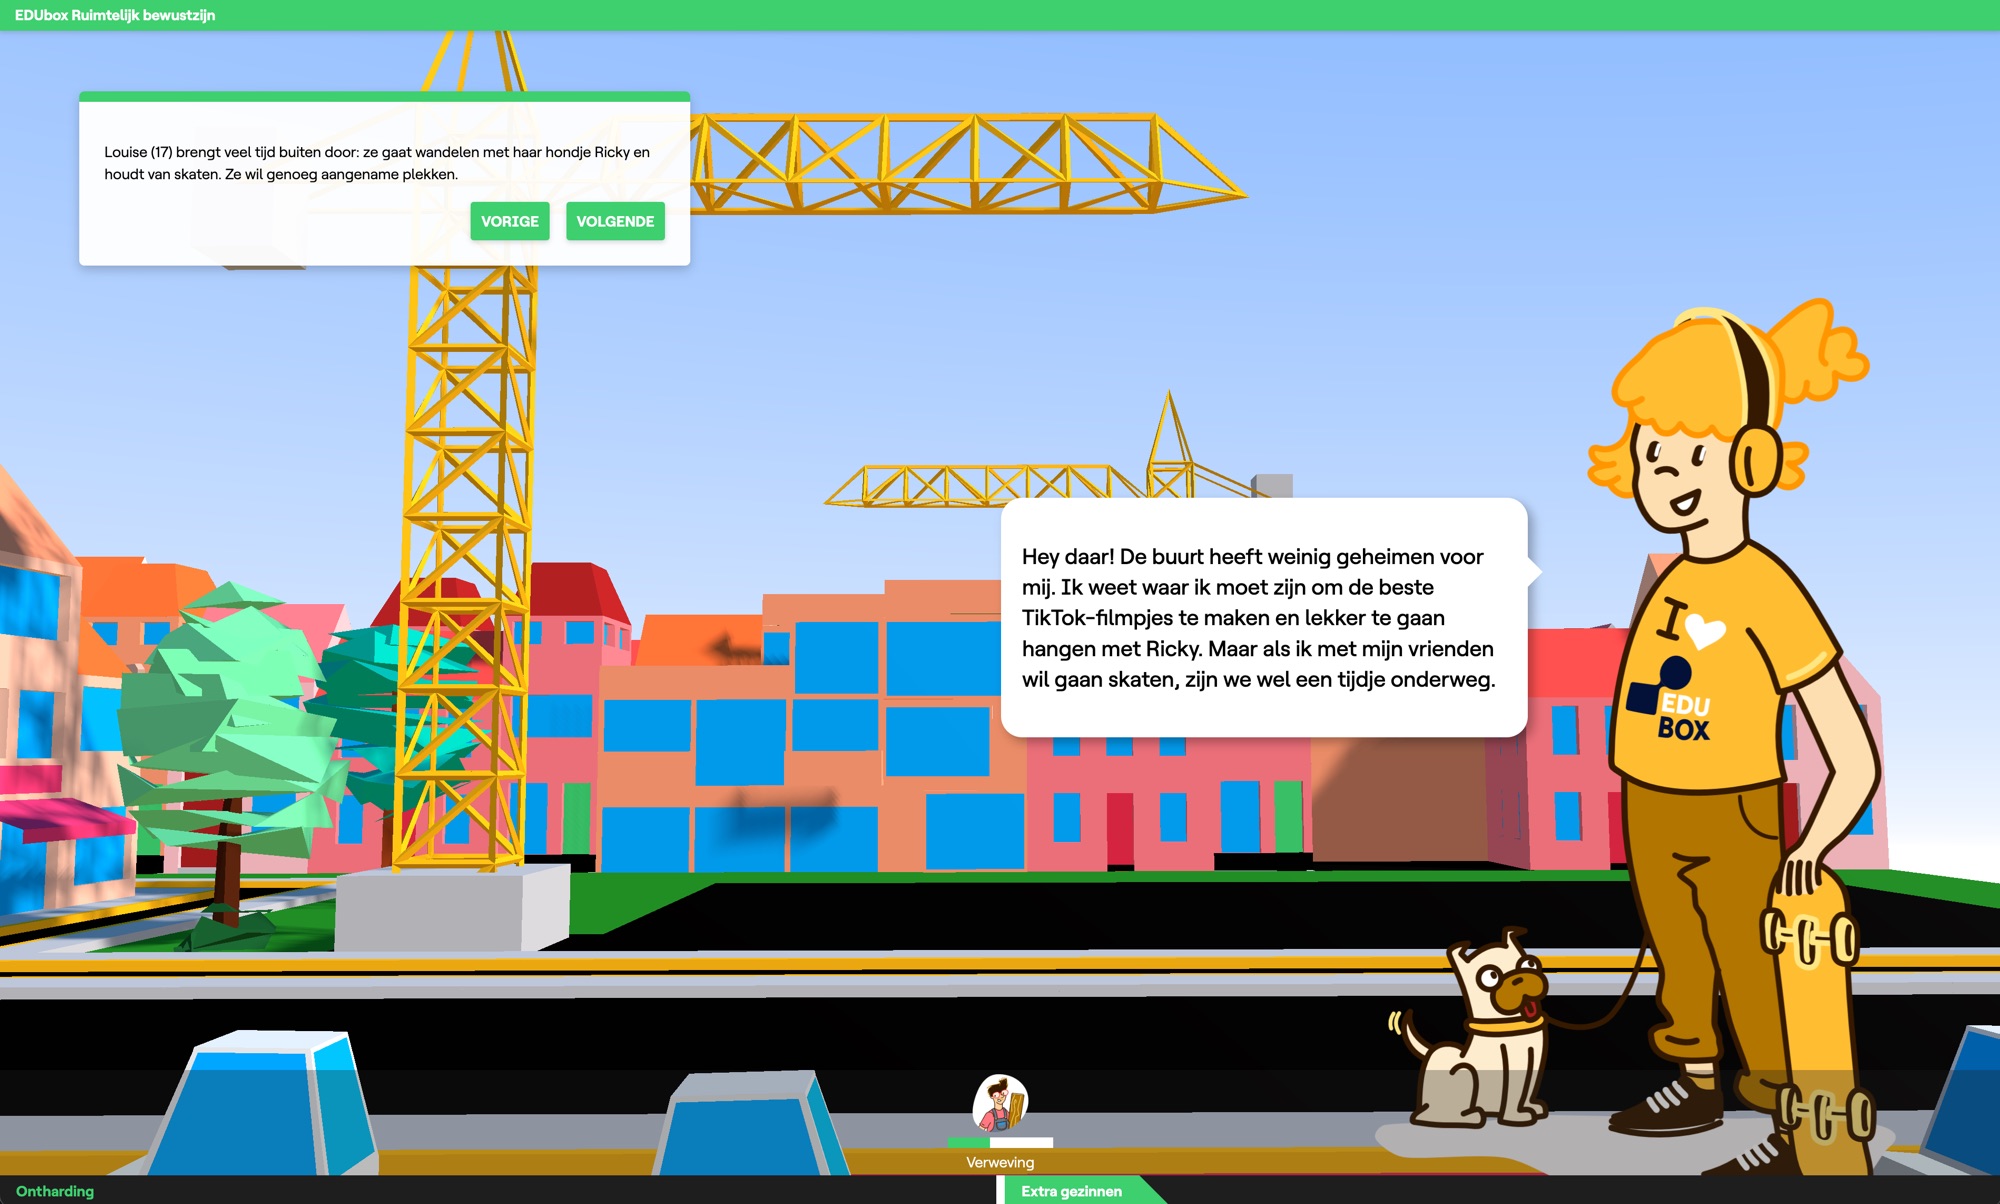 EDUbox Ruimtelijk bewustzijn
Louise (17) brengt veel tijd buiten door: ze gaat wandelen met haar hondje Ricky en
houdt van skaten. Ze wil genoeg aangename plekken.
VORIGE
VOLGENDE
Hey daar! De buurt heeft weinig geheimen voor
mij. Ik weet waar ik moet zijn om de beste
TikTok-filmpjes te maken en lekker te gaan
hangen met Ricky. Maar als ik met mijn vrienden
wil gaan skaten, zijn we wel een tijdje onderweg.
I
EDU
BOX
Verweving
Ontharding
Extra gezinnen